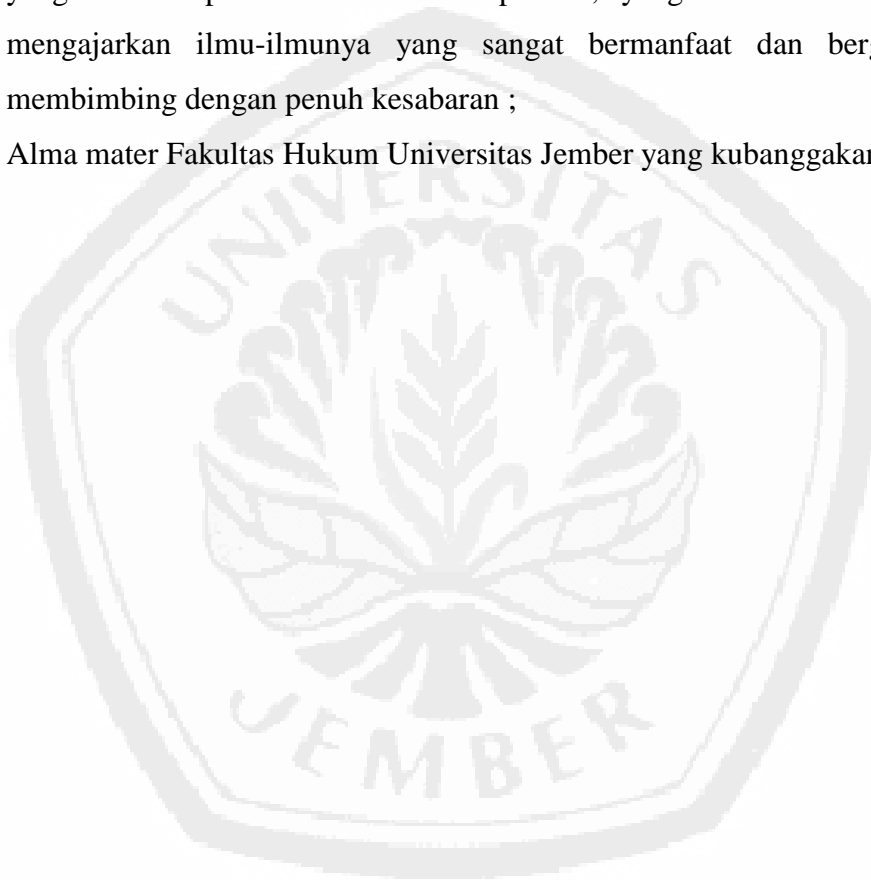 mengajarkan ilmu-ilmunya yang sangat bermanfaat dan
membimbing dengan penuh kesabaran ;
Alma mater Fakultas Hukum Universitas Jember yang kubanggakan
UNIVERSITAS
JEMBER